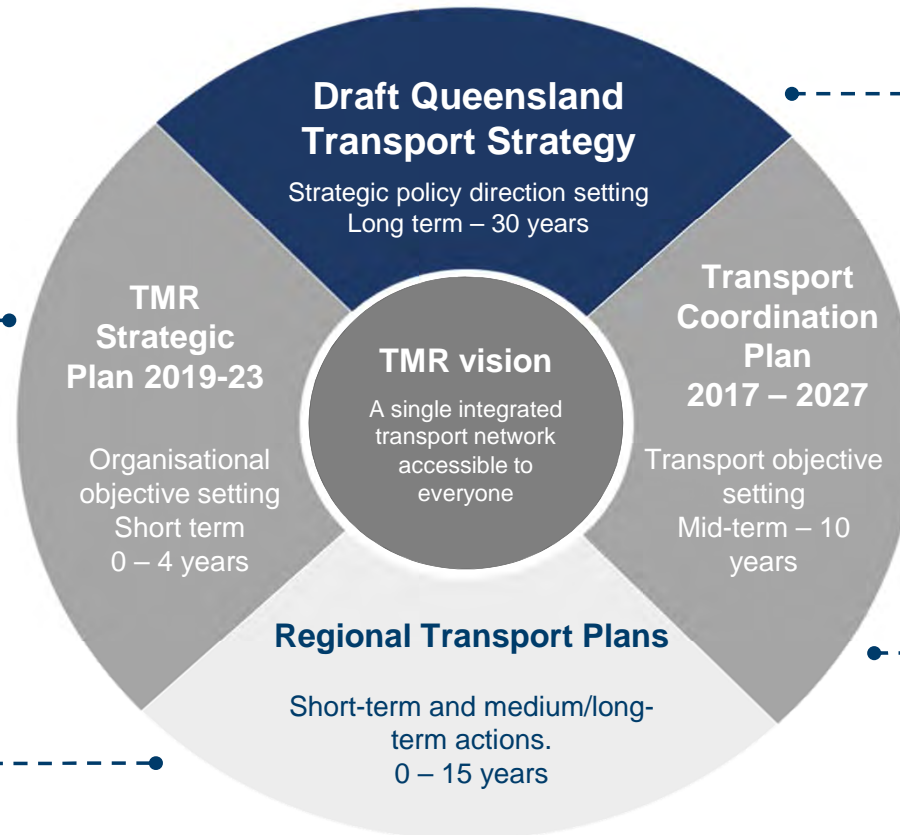 Draft Queensland
Transport Strategy
Strategic policy direction setting
Long term – 30 years
TMR
Strategic
Plan 2019-23
Organisational
objective setting
Short term
0 – 4 years
TMR vision
A single integrated
transport network
accessible to
everyone
Transport
Coordination
Plan
2017 – 2027
Transport objective
setting
Mid-term – 10
years
Regional Transport Plans
Short-term and medium/long-
term actions.
0 – 15 years